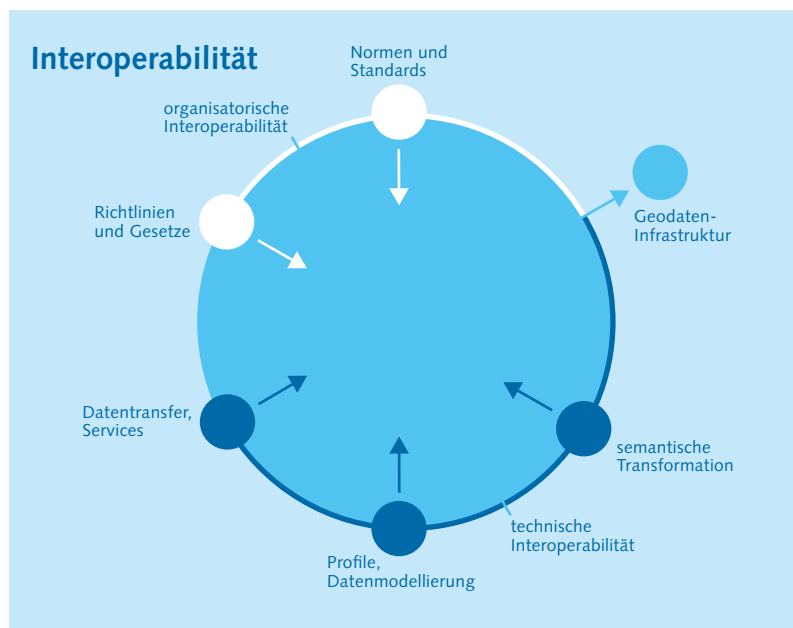 Interoperabilität
Normen und
Standards
organisatorische
Interoperabilität
Richtlinien
und Gesetze
Geodaten-
Infrastruktur
Datentransfer,
Services
semantische
Transformation
technische
Interoperabilität
Profile,
Datenmodellierung